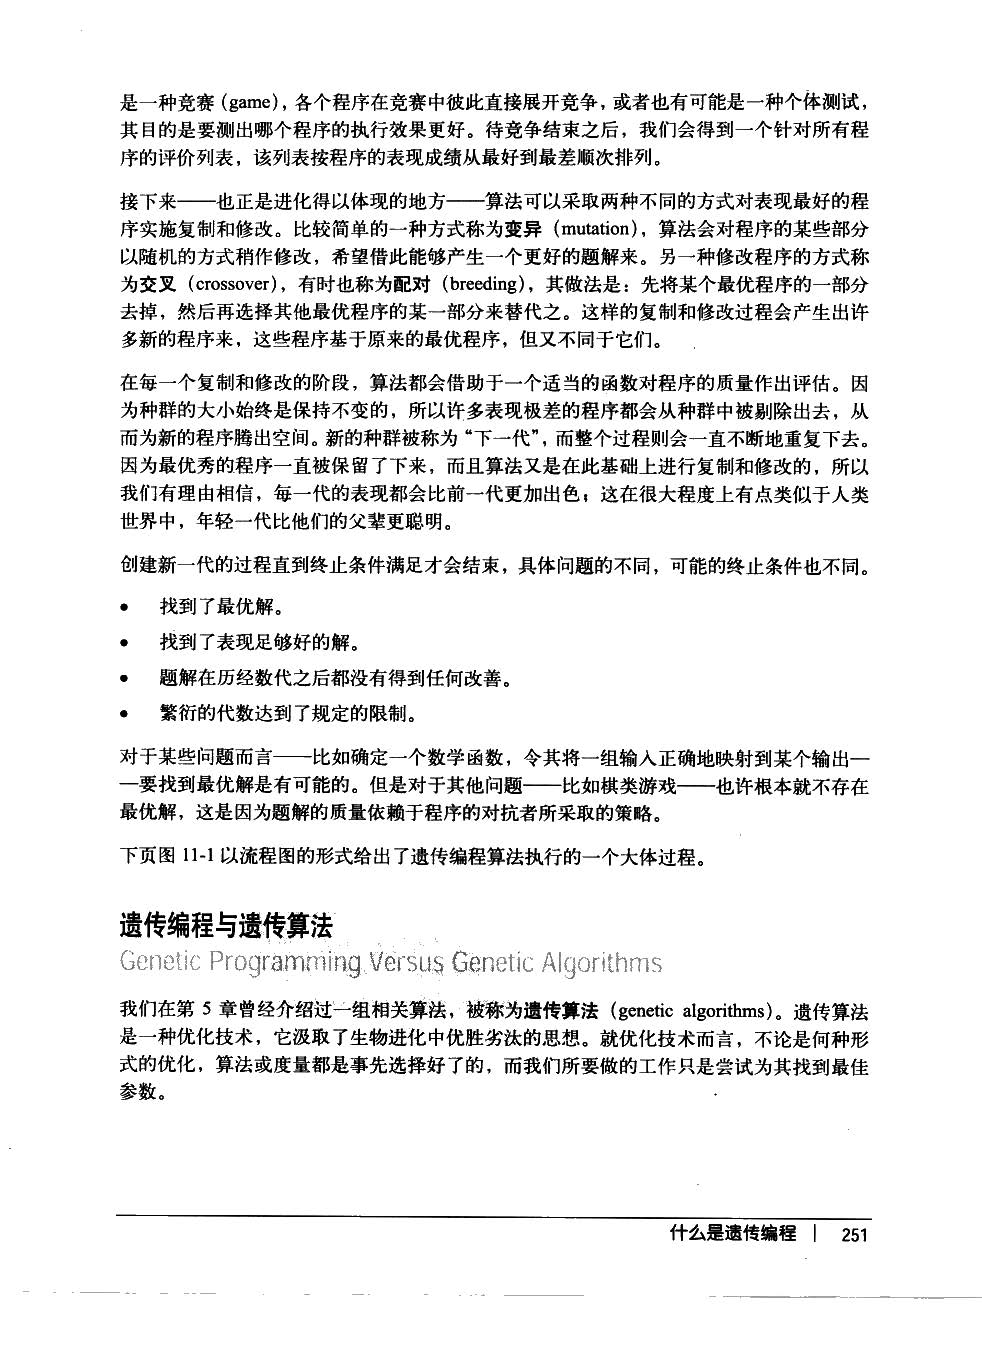 是一种竞赛(game)，各个程序在竞赛中彼此直接展开竞争，或者也有可能是一种个体测试，
其目的是要测出哪个程序的执行效果更好。待竞争结束之后，我们会得到一个针对所有程
序的评价列表，该列表按程序的表现成绩从最好到最差顺次排列。
接下来——也正是进化得以体现的地方——算法可以采取两种不同的方式对表现最好的程
序实施复制和修改。比较简单的一种方式称为变异（mutation），算法会对程序的某些部分
以随机的方式稍作修改，希望借此能够产生一个更好的题解来。另一种修改程序的方式称
为交叉（crossover），有时也称为配对（breeding），其做法是：先将某个最优程序的一部分
去掉，然后再选择其他最优程序的某一部分来替代之。这样的复制和修改过程会产生出许
多新的程序来，这些程序基于原来的最优程序，但又不同于它们。
在每一个复制和修改的阶段，算法都会借助于一个适当的函数对程序的质量作出评估。因
为种群的大小始终是保持不变的，所以许多表现极差的程序都会从种群中被剔除出去，从
而为新的程序腾出空间。新的种群被称为“下一代”，而整个过程则会一直不断地重复下去。
因为最优秀的程序一直被保留了下来，而且算法又是在此基础上进行复制和修改的，所以
我们有理由相信，每一代的表现都会比前一代更加出色；这在很大程度上有点类似于人类
世界中，年轻一代比他们的父辈更聪明。
创建新一代的过程直到终止条件满足才会结束，具体问题的不同，可能的终止条件也不同。
• 找到了最优解。
• 找到了表现足够好的解。
• 题解在历经数代之后都没有得到任何改善。
• 繁衍的代数达到了规定的限制。
对于某些问题而言——比如确定一个数学函数，令其将一组输入正确地映射到某个输出—
—要找到最优解是有可能的。但是对于其他问题——比如棋类游戏——也许根本就不存在
最优解，这是因为题解的质量依赖于程序的对抗者所采取的策略。
下页图 11-1 以流程图的形式给出了遗传编程算法执行的一个大体过程。
遗传编程与遗传算法
Genetic Programming Versus Genetic Algorithms
我们在第 5 章曾经介绍过一组相关算法，被称为遗传算法（genetic algorithms）。遗传算法
是一种优化技术，它汲取了生物进化中优胜劣汰的思想。就优化技术而言，不论是何种形
式的优化，算法或度量都是事先选择好了的，而我们所要做的工作只是尝试为其找到最佳
参数。
什么是遗传编程 | 251